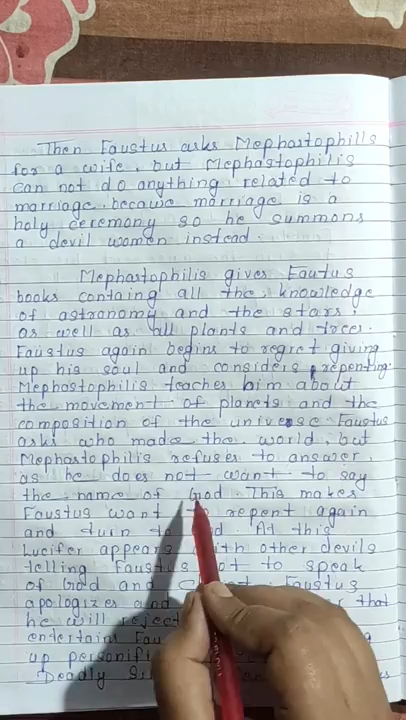 Then Faustus asks Mephastophills
for a wife, but Mephastophilis
can not do anything related to
marriage. because marriage is a
holy ceremony so he summons
a devil women instead.
Mephastophilis gives Fautus
books containg all the, knowledge
of astronomy and the stars,
as well as all plants and trees.
Faustus again begins to regret giving
up his soul and considers repenting.
Mephastophilis teaches him about
the movement of planets and the
composition of the universe Faustus
asks who made the world, but
Mephastophilis refuses to answer,
as he does not want to say
the name of God. This makes
Faustus want to repent again
and turn to God. At this
Lucifer appears with other devils
telling Faustus not to speak
of God and Faustus
apologizes and that
he will reject
entertains
up
Deadly